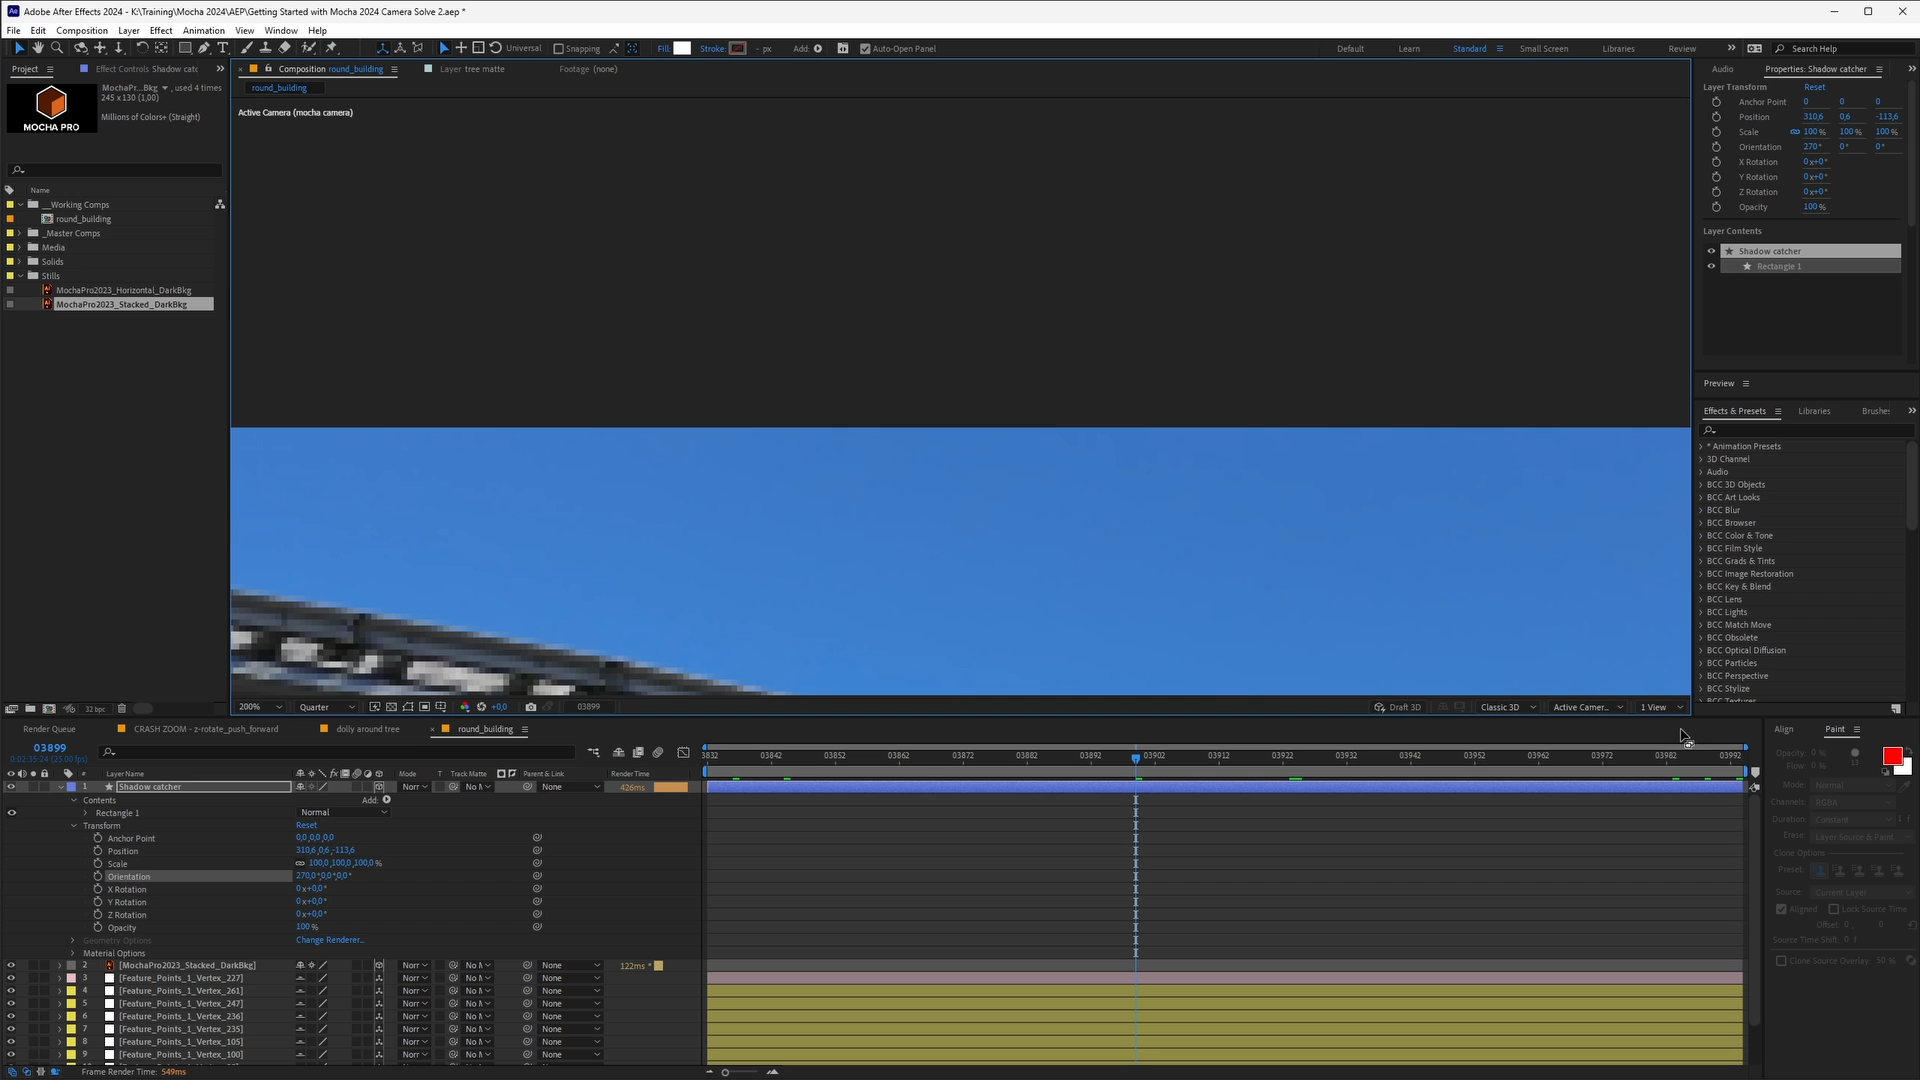 Adobe After Effects 2024 - K:\Training\Mocha 2024\AEP\Getting Started with Mocha 2024 Camera Solve 2.aep *
File Edit Composition Layer Effect Animation View Window Help
Universal Snapping Fill: Stroke: - px Add: Auto-Open Panel Default Learn Standard Small Screen Libraries Review Search Help
Project Effect Controls Shadow catc
Composition round_building Layer tree matte Footage (none)
Audio Properties: Shadow catcher
MochaPr...Bkg , used 4 times
245 x 130 (1,00)
Millions of Colors+ (Straight)
MOCHA PRO
round_building
Active Camera (mocha camera)
Layer Transform Reset
Anchor Point 0 0 0
Position 310,6 0,6 -113,6
Scale 100 % 100 % 100 %
Orientation 270 ° 0 ° 0 °
X Rotation 0 x+0 °
Y Rotation 0 x+0 °
Z Rotation 0 x+0 °
Opacity 100 %
Layer Contents
Shadow catcher
Rectangle 1
Name
__Working Comps
round_building
_Master Comps
Media
Solids
Stills
MochaPro2023_Horizontal_DarkBkg
MochaPro2023_Stacked_DarkBkg
Preview
Effects & Presets Libraries Brushes
* Animation Presets
3D Channel
Audio
BCC 3D Objects
BCC Art Looks
BCC Blur
BCC Browser
BCC Color & Tone
BCC Film Style
BCC Grads & Tints
BCC Image Restoration
BCC Key & Blend
BCC Lens
BCC Lights
BCC Match Move
BCC Obsolete
BCC Optical Diffusion
BCC Particles
BCC Perspective
BCC Stylize
BCC Textures
32 bpc
200% Quarter +0,0 03899 Draft 3D Classic 3D Active Camer... 1 View
Render Queue CRASH ZOOM - z-rotate_push_forward dolly around tree round_building
Align Paint
03899
0:02:35:24 (25.00 fps)
3832 03842 03852 03862 03872 03882 03892 03902 03912 03922 03932 03942 03952 03962 03972 03982 03992
# Layer Name Mode T Track Matte Parent & Link Render Time
1 Shadow catcher Norr No M None 426ms
Contents Add:
Rectangle 1 Normal
Transform Reset
Anchor Point 0,0,0,0,0,0
Position 310,6,0,6,-113,6
Scale 100,0,100,0,100,0 %
Orientation 270,0°,0,0°,0,0°
X Rotation 0 x+0,0 °
Y Rotation 0 x+0,0 °
Z Rotation 0 x+0,0 °
Opacity 100 %
Geometry Options Change Renderer...
Material Options
2 [MochaPro2023_Stacked_DarkBkg] Norr No M None 122ms *
3 [Feature_Points_1_Vertex_227] Norr No M None
4 [Feature_Points_1_Vertex_261] Norr No M None
5 [Feature_Points_1_Vertex_247] Norr No M None
6 [Feature_Points_1_Vertex_236] Norr No M None
7 [Feature_Points_1_Vertex_235] Norr No M None
8 [Feature_Points_1_Vertex_105] Norr No M None
9 [Feature_Points_1_Vertex_100] Norr No M None
Frame Render Time: 549ms
Opacity: 0 %
Flow: 0 % 13
Mode: Normal
Channels: RGBA
Duration: Constant
Erase: Layer Source & Paint
Clone Options
Preset:
Source: Current Layer
Aligned Lock Source Time
Offset: 0 , 0
Source Time Shift: 0 f
Clone Source Overlay: 50 %